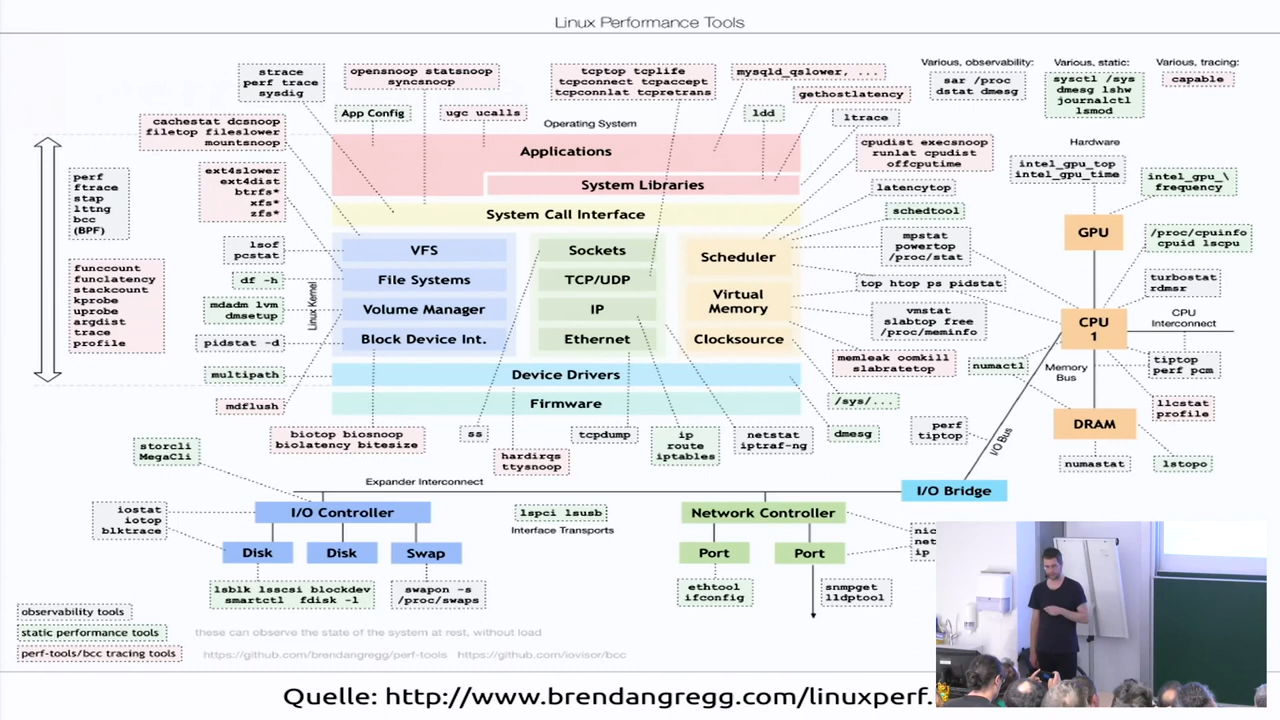 Linux Performance Tools
strace
perf trace
sysdig
opensnoop statsnoop
syncsnoop
tcptop tcplife
tcpconnect tcpaccept
tcpconnlat tcpretrans
mysqld_qslower, ...
gethostlatency
Various, observability:
sar /proc
dstat dmesg
Various, static:
sysctl /sys
dmesg lshw
journalctl
lsmod
Various, tracing:
capable
App Config
ugc ucalls
Operating System
ldd
ltrace
cachestat dcsnoop
filetop fileslower
mountsnoop
Applications
System Libraries
System Call Interface
cpudist execsnoop
runlat cpudist
offcputime
Hardware
intel_gpu_top
intel_gpu_time
intel_gpu_\
frequency
perf
ftrace
stap
lttng
bcc
(BPF)
ext4slower
ext4dist
btrfs*
xfs*
zfs*
latencytop
schedtool
lsof
pcstat
VFS
Sockets
Scheduler
mpstat
powertop
/proc/stat
GPU
/proc/cpuinfo
cpuid lscpu
funccount
funclatency
stackcount
kprobe
uprobe
argdist
trace
profile
df -h
File Systems
TCP/UDP
top htop ps pidstat
turbostat
rdmsr
mdadm lvm
dmsetup
Linux Kernel
Volume Manager
IP
Virtual
Memory
vmstat
slabtop free
/proc/meminfo
CPU
1
CPU
Interconnect
pidstat -d
Block Device Int.
Ethernet
Clocksource
memleak oomkill
slabratetop
numactl
Memory
Bus
tiptop
perf pcm
multipath
Device Drivers
mdflush
Firmware
/sys/...
llcstat
profile
biotop biosnoop
biolatency bitesize
ss
hardirqs
ttysnoop
tcpdump
ip
route
iptables
netstat
iptraf-ng
dmesg
perf
tiptop
I/O Bus
DRAM
storcli
MegaCli
numastat
lstopo
Expander Interconnect
I/O Bridge
iostat
iotop
blktrace
I/O Controller
lspci lsusb
Interface Transports
Network Controller
nic
net
ip
Disk
Disk
Swap
Port
Port
lsblk lsscsi blockdev
smartctl fdisk -l
swapon -s
/proc/swaps
ethtool
ifconfig
snmpget
lldptool
observability tools
static performance tools
these can observe the state of the system at rest, without load
perf-tools/bcc tracing tools
https://github.com/brendangregg/perf-tools https://github.com/iovisor/bcc
Quelle: http://www.brendangregg.com/linuxperf.